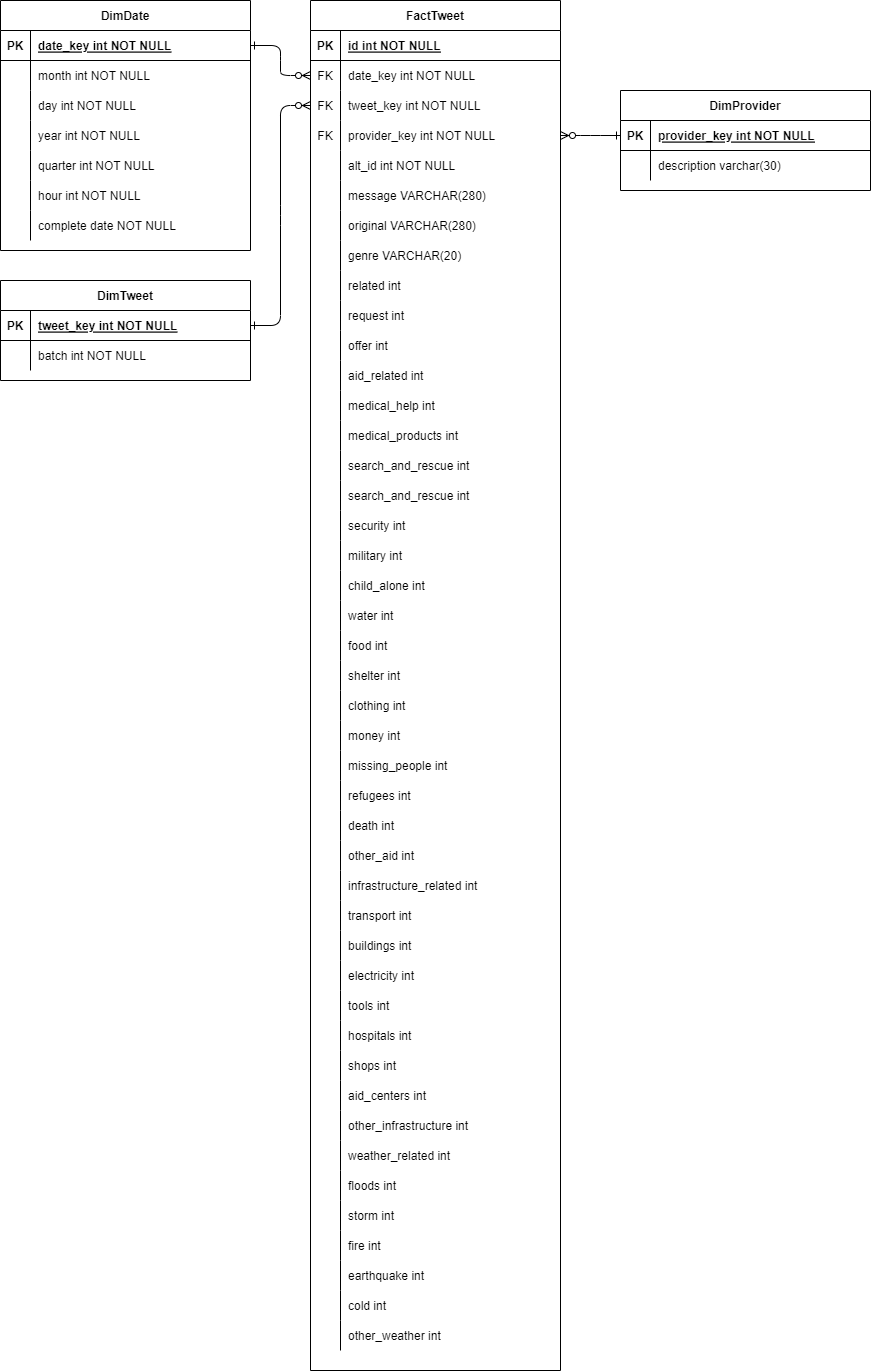 DimDate
PK date_key int NOT NULL
month int NOT NULL
day int NOT NULL
year int NOT NULL
quarter int NOT NULL
hour int NOT NULL
complete date NOT NULL
DimTweet
PK tweet_key int NOT NULL
batch int NOT NULL
FactTweet
PK id int NOT NULL
FK date_key int NOT NULL
FK tweet_key int NOT NULL
FK provider_key int NOT NULL
alt_id int NOT NULL
message VARCHAR(280)
original VARCHAR(280)
genre VARCHAR(20)
related int
request int
offer int
aid_related int
medical_help int
medical_products int
search_and_rescue int
search_and_rescue int
security int
military int
child_alone int
water int
food int
shelter int
clothing int
money int
missing_people int
refugees int
death int
other_aid int
infrastructure_related int
transport int
buildings int
electricity int
tools int
hospitals int
shops int
aid_centers int
other_infrastructure int
weather_related int
floods int
storm int
fire int
earthquake int
cold int
other_weather int
DimProvider
PK provider_key int NOT NULL
description varchar(30)